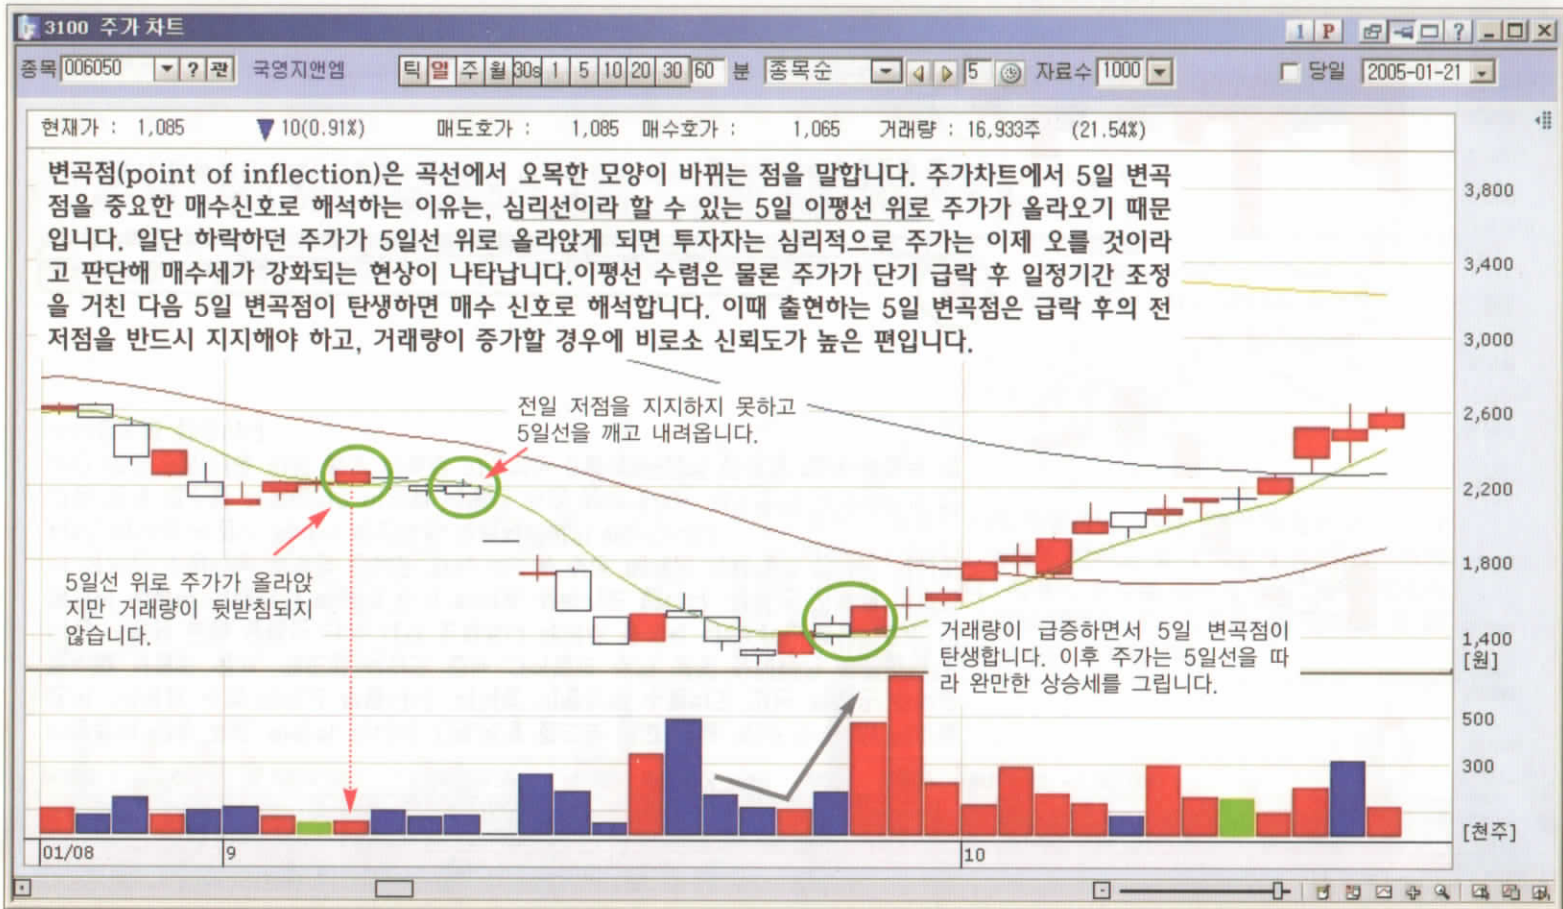 3100 주가 차트
1 P ?
종목 006050 ? 관 국영지앤엠 틱 일 주 월 30s 1 5 10 20 30 60 분 종목순 5 자료수 1000 당일 2005-01-21
현재가 : 1,085 ▼ 10(0.91%) 매도호가 : 1,085 매수호가 : 1,065 거래량 : 16,933주 (21.54%)
변곡점(point of inflection)은 곡선에서 오목한 모양이 바뀌는 점을 말합니다. 주가차트에서 5일 변곡
점을 중요한 매수신호로 해석하는 이유는, 심리선이라 할 수 있는 5일 이평선 위로 주가가 올라오기 때문
입니다. 일단 하락하던 주가가 5일선 위로 올라앉게 되면 투자자는 심리적으로 주가는 이제 오를 것이라
고 판단해 매수세가 강화되는 현상이 나타납니다.이평선 수렴은 물론 주가가 단기 급락 후 일정기간 조정
을 거친 다음 5일 변곡점이 탄생하면 매수 신호로 해석합니다. 이때 출현하는 5일 변곡점은 급락 후의 전
저점을 반드시 지지해야 하고, 거래량이 증가할 경우에 비로소 신뢰도가 높은 편입니다.
전일 저점을 지지하지 못하고
5일선을 깨고 내려옵니다.
5일선 위로 주가가 올라앉
지만 거래량이 뒷받침되지
않습니다.
거래량이 급증하면서 5일 변곡점이
탄생합니다. 이후 주가는 5일선을 따
라 완만한 상승세를 그립니다.
3,800
3,400
3,000
2,600
2,200
1,800
1,400
[원]
500
300
[천주]
01/08 9 10